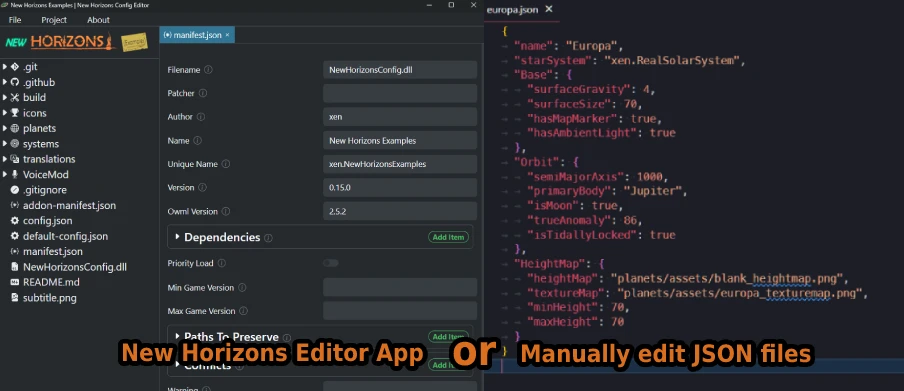 New Horizons Examples | New Horizons Config Editor
File Project About
NEW HORIZONS
manifest.json ×
.git
.github
build
icons
planets
systems
translations
VoiceMod
.gitignore
addon-manifest.json
config.json
default-config.json
manifest.json
NewHorizonsConfig.dll
README.md
subtitle.png
Filename NewHorizonsConfig.dll
Patcher
Author xen
Name New Horizons Examples
Unique Name xen.NewHorizonsExamples
Version 0.15.0
Owml Version 2.5.2
Dependencies Add Item
Priority Load
Min Game Version
Max Game Version
Paths To Preserve Add Item
Conflicts Add Item
Warning
europa.json ×
{
"name": "Europa",
"starSystem": "xen.RealSolarSystem",
"Base": {
"surfaceGravity": 4,
"surfaceSize": 70,
"hasMapMarker": true,
"hasAmbientLight": true
},
"Orbit": {
"semiMajorAxis": 1000,
"primaryBody": "Jupiter",
"isMoon": true,
"trueAnomaly": 86,
"isTidallyLocked": true
},
"HeightMap": {
"heightMap": "planets/assets/blank_heightmap.png",
"textureMap": "planets/assets/europa_texturemap.png",
"minHeight": 70,
"maxHeight": 70
}
}
New Horizons Editor App or Manually edit JSON files